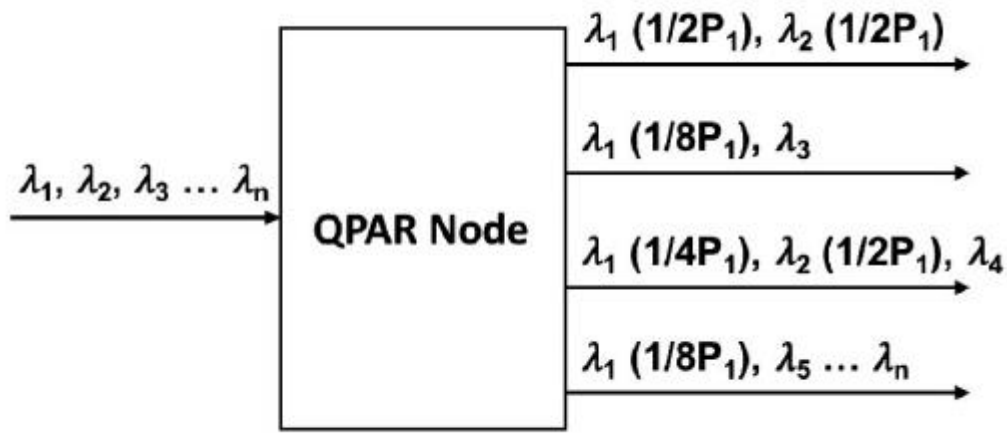 λ₁ (1/2P₁), λ₂ (1/2P₁)
λ₁ (1/8P₁), λ₃
λ₁, λ₂, λ₃ … λₙ
QPAR Node
λ₁ (1/4P₁), λ₂ (1/2P₁), λ₄
λ₁ (1/8P₁), λ₅ … λₙ